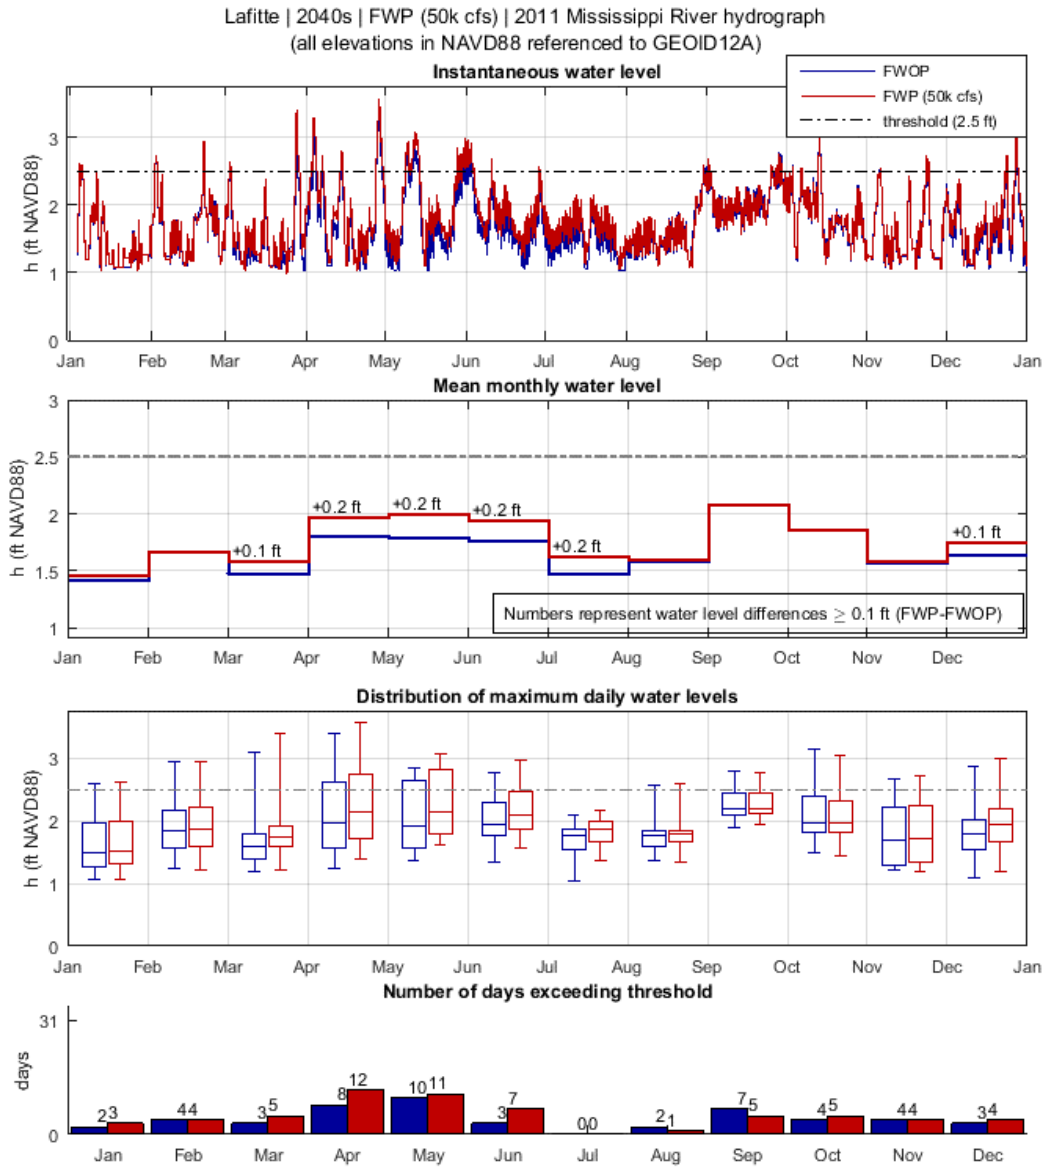 Lafitte | 2040s | FWP (50k cfs) | 2011 Mississippi River hydrograph
(all elevations in NAVD88 referenced to GEOID12A)
Instantaneous water level
FWOP
FWP (50k cfs)
threshold (2.5 ft)
h (ft NAVD88)
3
2
1
0
Jan Feb Mar Apr May Jun Jul Aug Sep Oct Nov Dec Jan
Mean monthly water level
h (ft NAVD88)
3
2.5
2
1.5
1
+0.1 ft
+0.2 ft
+0.2 ft
+0.2 ft
+0.2 ft
+0.1 ft
Numbers represent water level differences ≥ 0.1 ft (FWP-FWOP)
Jan Feb Mar Apr May Jun Jul Aug Sep Oct Nov Dec
Distribution of maximum daily water levels
h (ft NAVD88)
3
2
1
0
Jan Feb Mar Apr May Jun Jul Aug Sep Oct Nov Dec Jan
Number of days exceeding threshold
days
31
0
2 3 4 4 3 5 8 12 10 11 3 7 0 0 2 1 7 5 4 5 4 4 3 4
Jan Feb Mar Apr May Jun Jul Aug Sep Oct Nov Dec